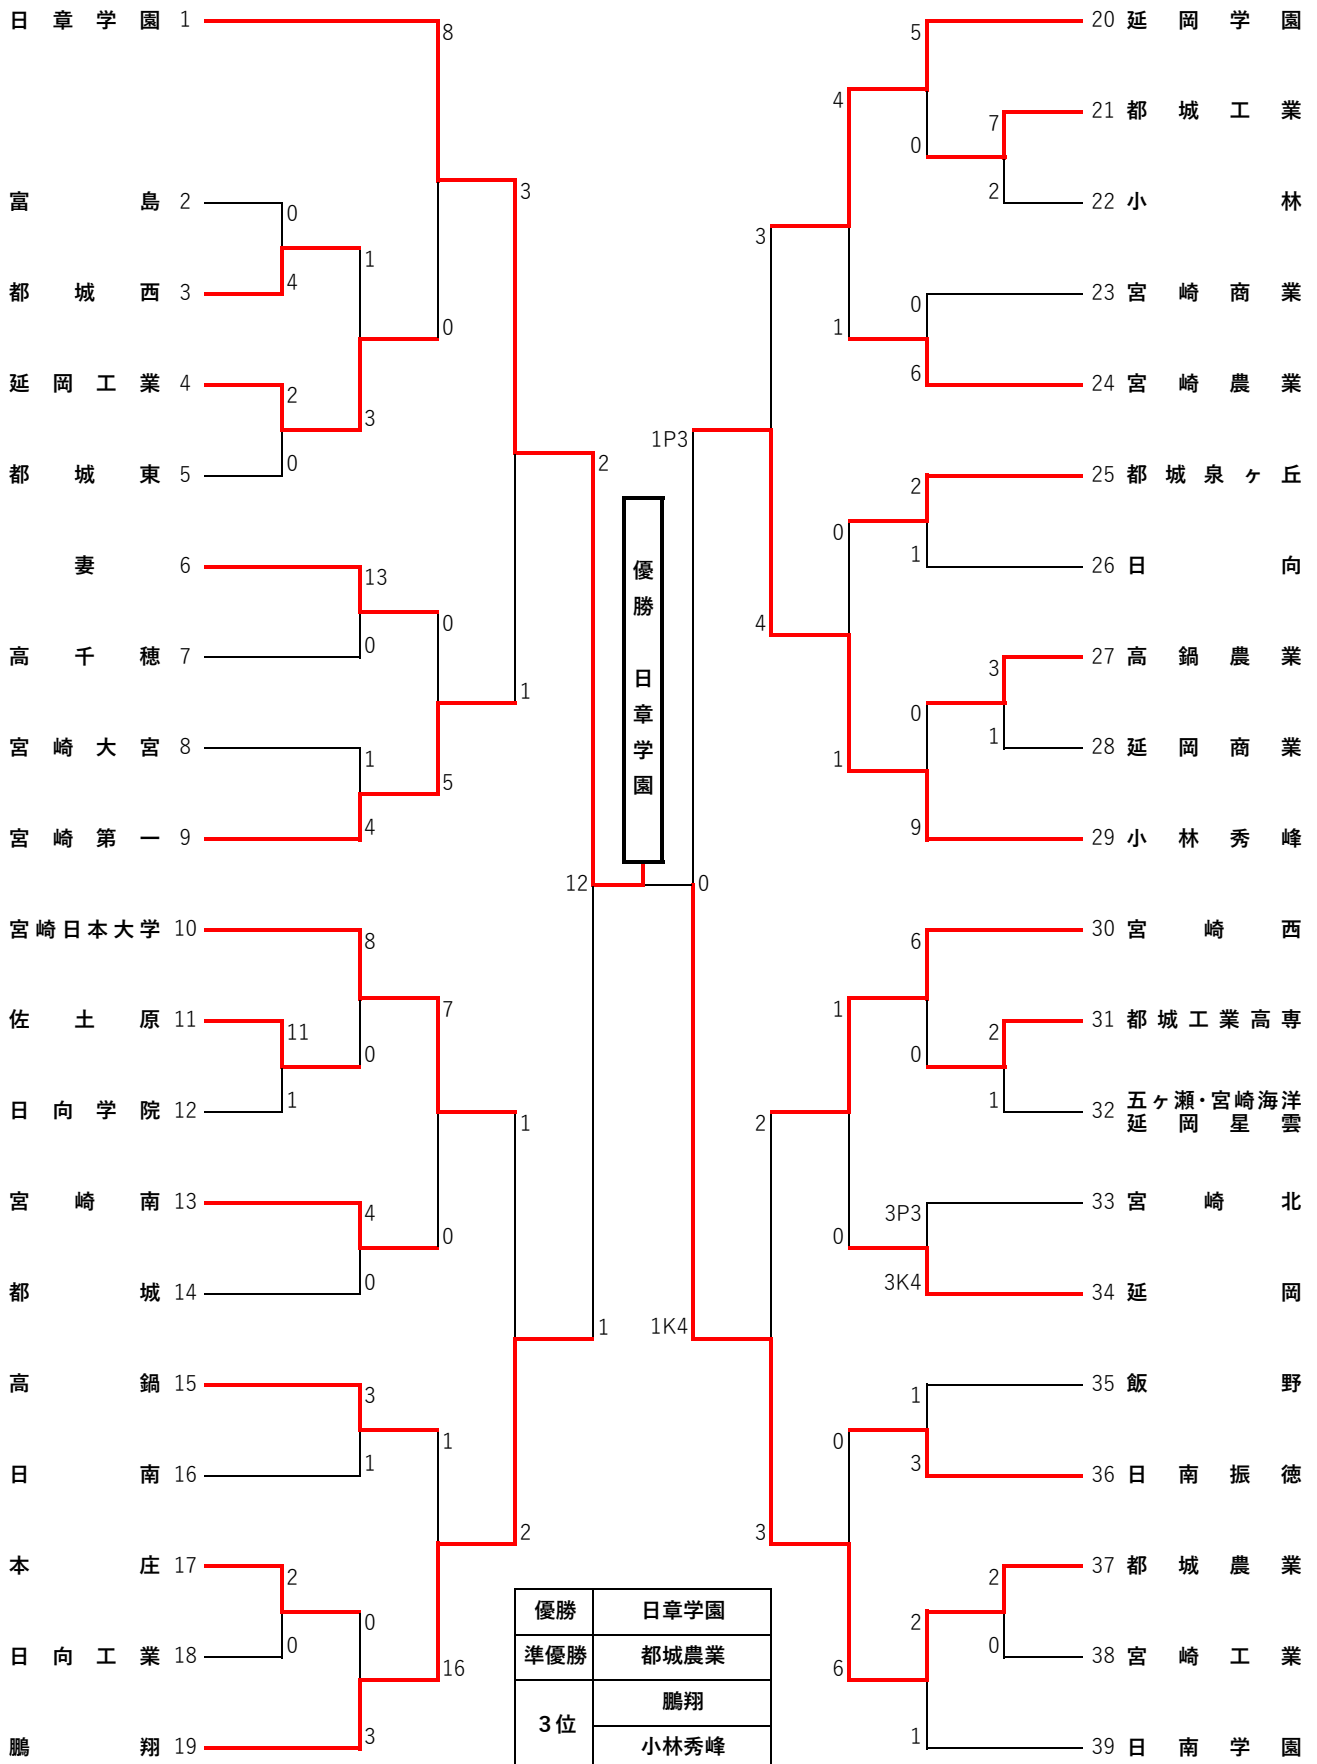 日章学園 1
8
富島 2
0
都城西 3
4
1
延岡工業 4
2
都城東 5
0
3
0
3
妻 6
13
高千穂 7
0
0
宮崎大宮 8
1
宮崎第一 9
4
5
1
2
宮崎日本大学 10
8
佐土原 11
11
日向学院 12
1
0
7
宮崎南 13
4
都城 14
0
0
1
高鍋 15
3
日南 16
1
1
本庄 17
2
日向工業 18
0
0
鵬翔 19
3
16
2
1
12
優勝 日章学園
0
1P3
1K4
20 延岡学園
5
21 都城工業
7
22 小林
2
0
4
23 宮崎商業
0
24 宮崎農業
6
1
3
25 都城泉ヶ丘
2
26 日向
1
0
27 高鍋農業
3
28 延岡商業
1
0
29 小林秀峰
9
1
4
30 宮崎西
6
31 都城工業高専
2
32 五ヶ瀬・宮崎海洋
延岡星雲
1
0
1
33 宮崎北
3P3
34 延岡
3K4
0
2
35 飯野
1
36 日南振徳
3
0
37 都城農業
2
38 宮崎工業
0
2
39 日南学園
1
6
3
優勝 日章学園
準優勝 都城農業
３位 鵬翔
小林秀峰